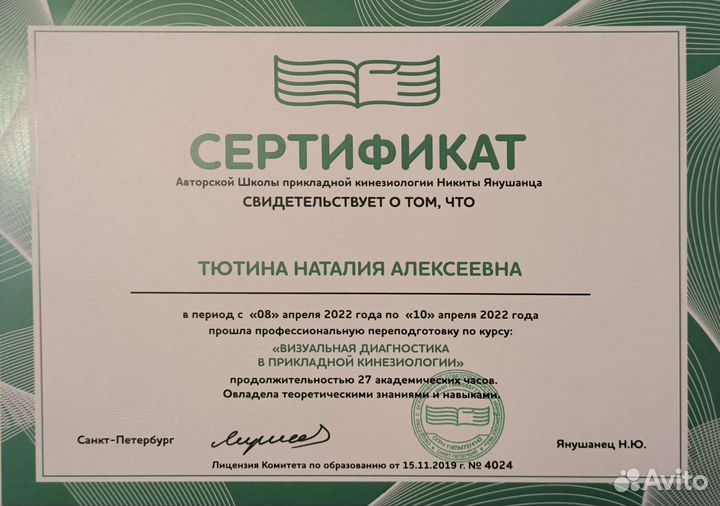 СЕРТИФИКАТ
Авторской Школы прикладной кинезиологии Никиты Янушанца
СВИДЕТЕЛЬСТВУЕТ О ТОМ, ЧТО
ТЮТИНА НАТАЛИЯ АЛЕКСЕЕВНА
в период с «08» апреля 2022 года по «10» апреля 2022 года
прошла профессиональную переподготовку по курсу:
«ВИЗУАЛЬНАЯ ДИАГНОСТИКА
В ПРИКЛАДНОЙ КИНЕЗИОЛОГИИ»
продолжительностью 27 академических часов.
Овладела теоретическими знаниями и навыками.
Санкт-Петербург
Янушанец Н.Ю.
Лицензия Комитета по образованию от 15.11.2019 г. № 4024
Avito